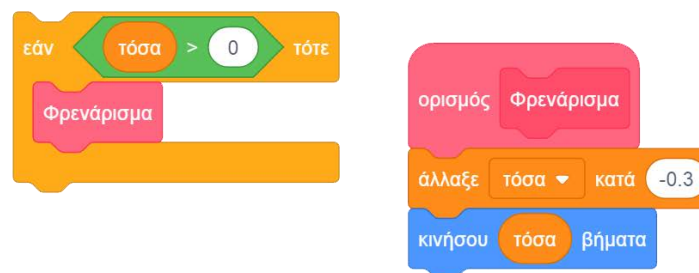 εάν τόσα > 0 τότε
Φρενάρισμα
ορισμός Φρενάρισμα
άλλαξε τόσα κατά -0.3
κινήσου τόσα βήματα